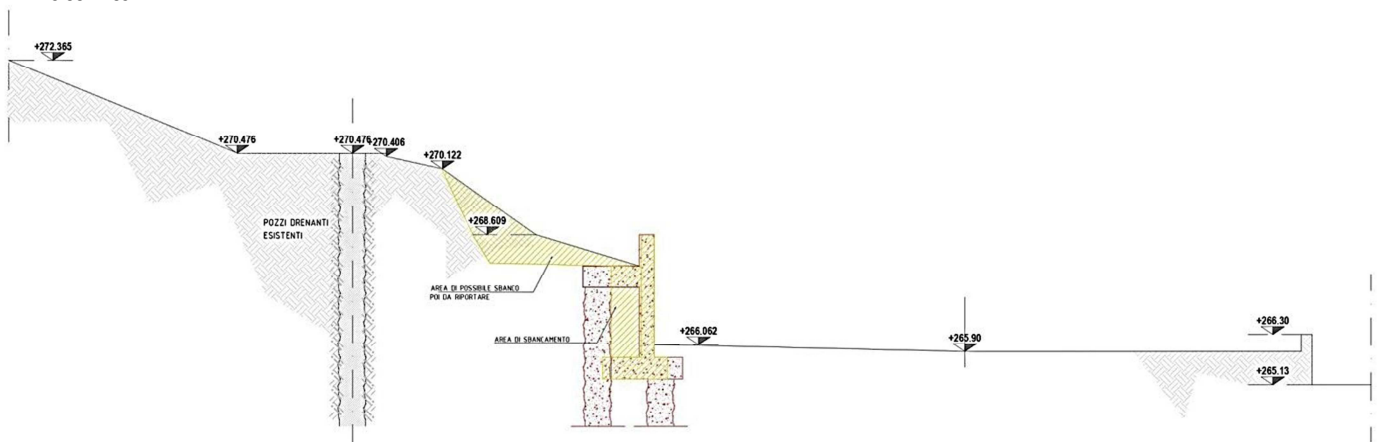 +272.365
+270.476
+270.476
+270.406
+270.122
POZZI DRENANTI
ESISTENTI
+268.609
AREA DI POSSIBILE SBANCO
POI DA RIPORTARE
AREA DI SBANCAMENTO
+266.062
+265.90
+266.30
+265.13